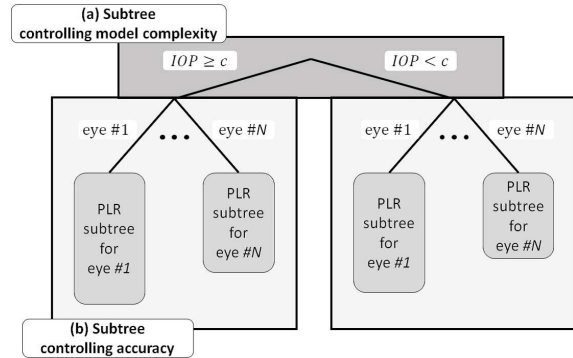 (a) Subtree
controlling model complexity
IOP ≥ c
IOP < c
eye #1
• • •
eye #N
eye #1
• • •
eye #N
PLR
subtree
for
eye #1
PLR
subtree
for
eye #N
PLR
subtree
for
eye #1
PLR
subtree
for
eye #N
(b) Subtree
controlling accuracy